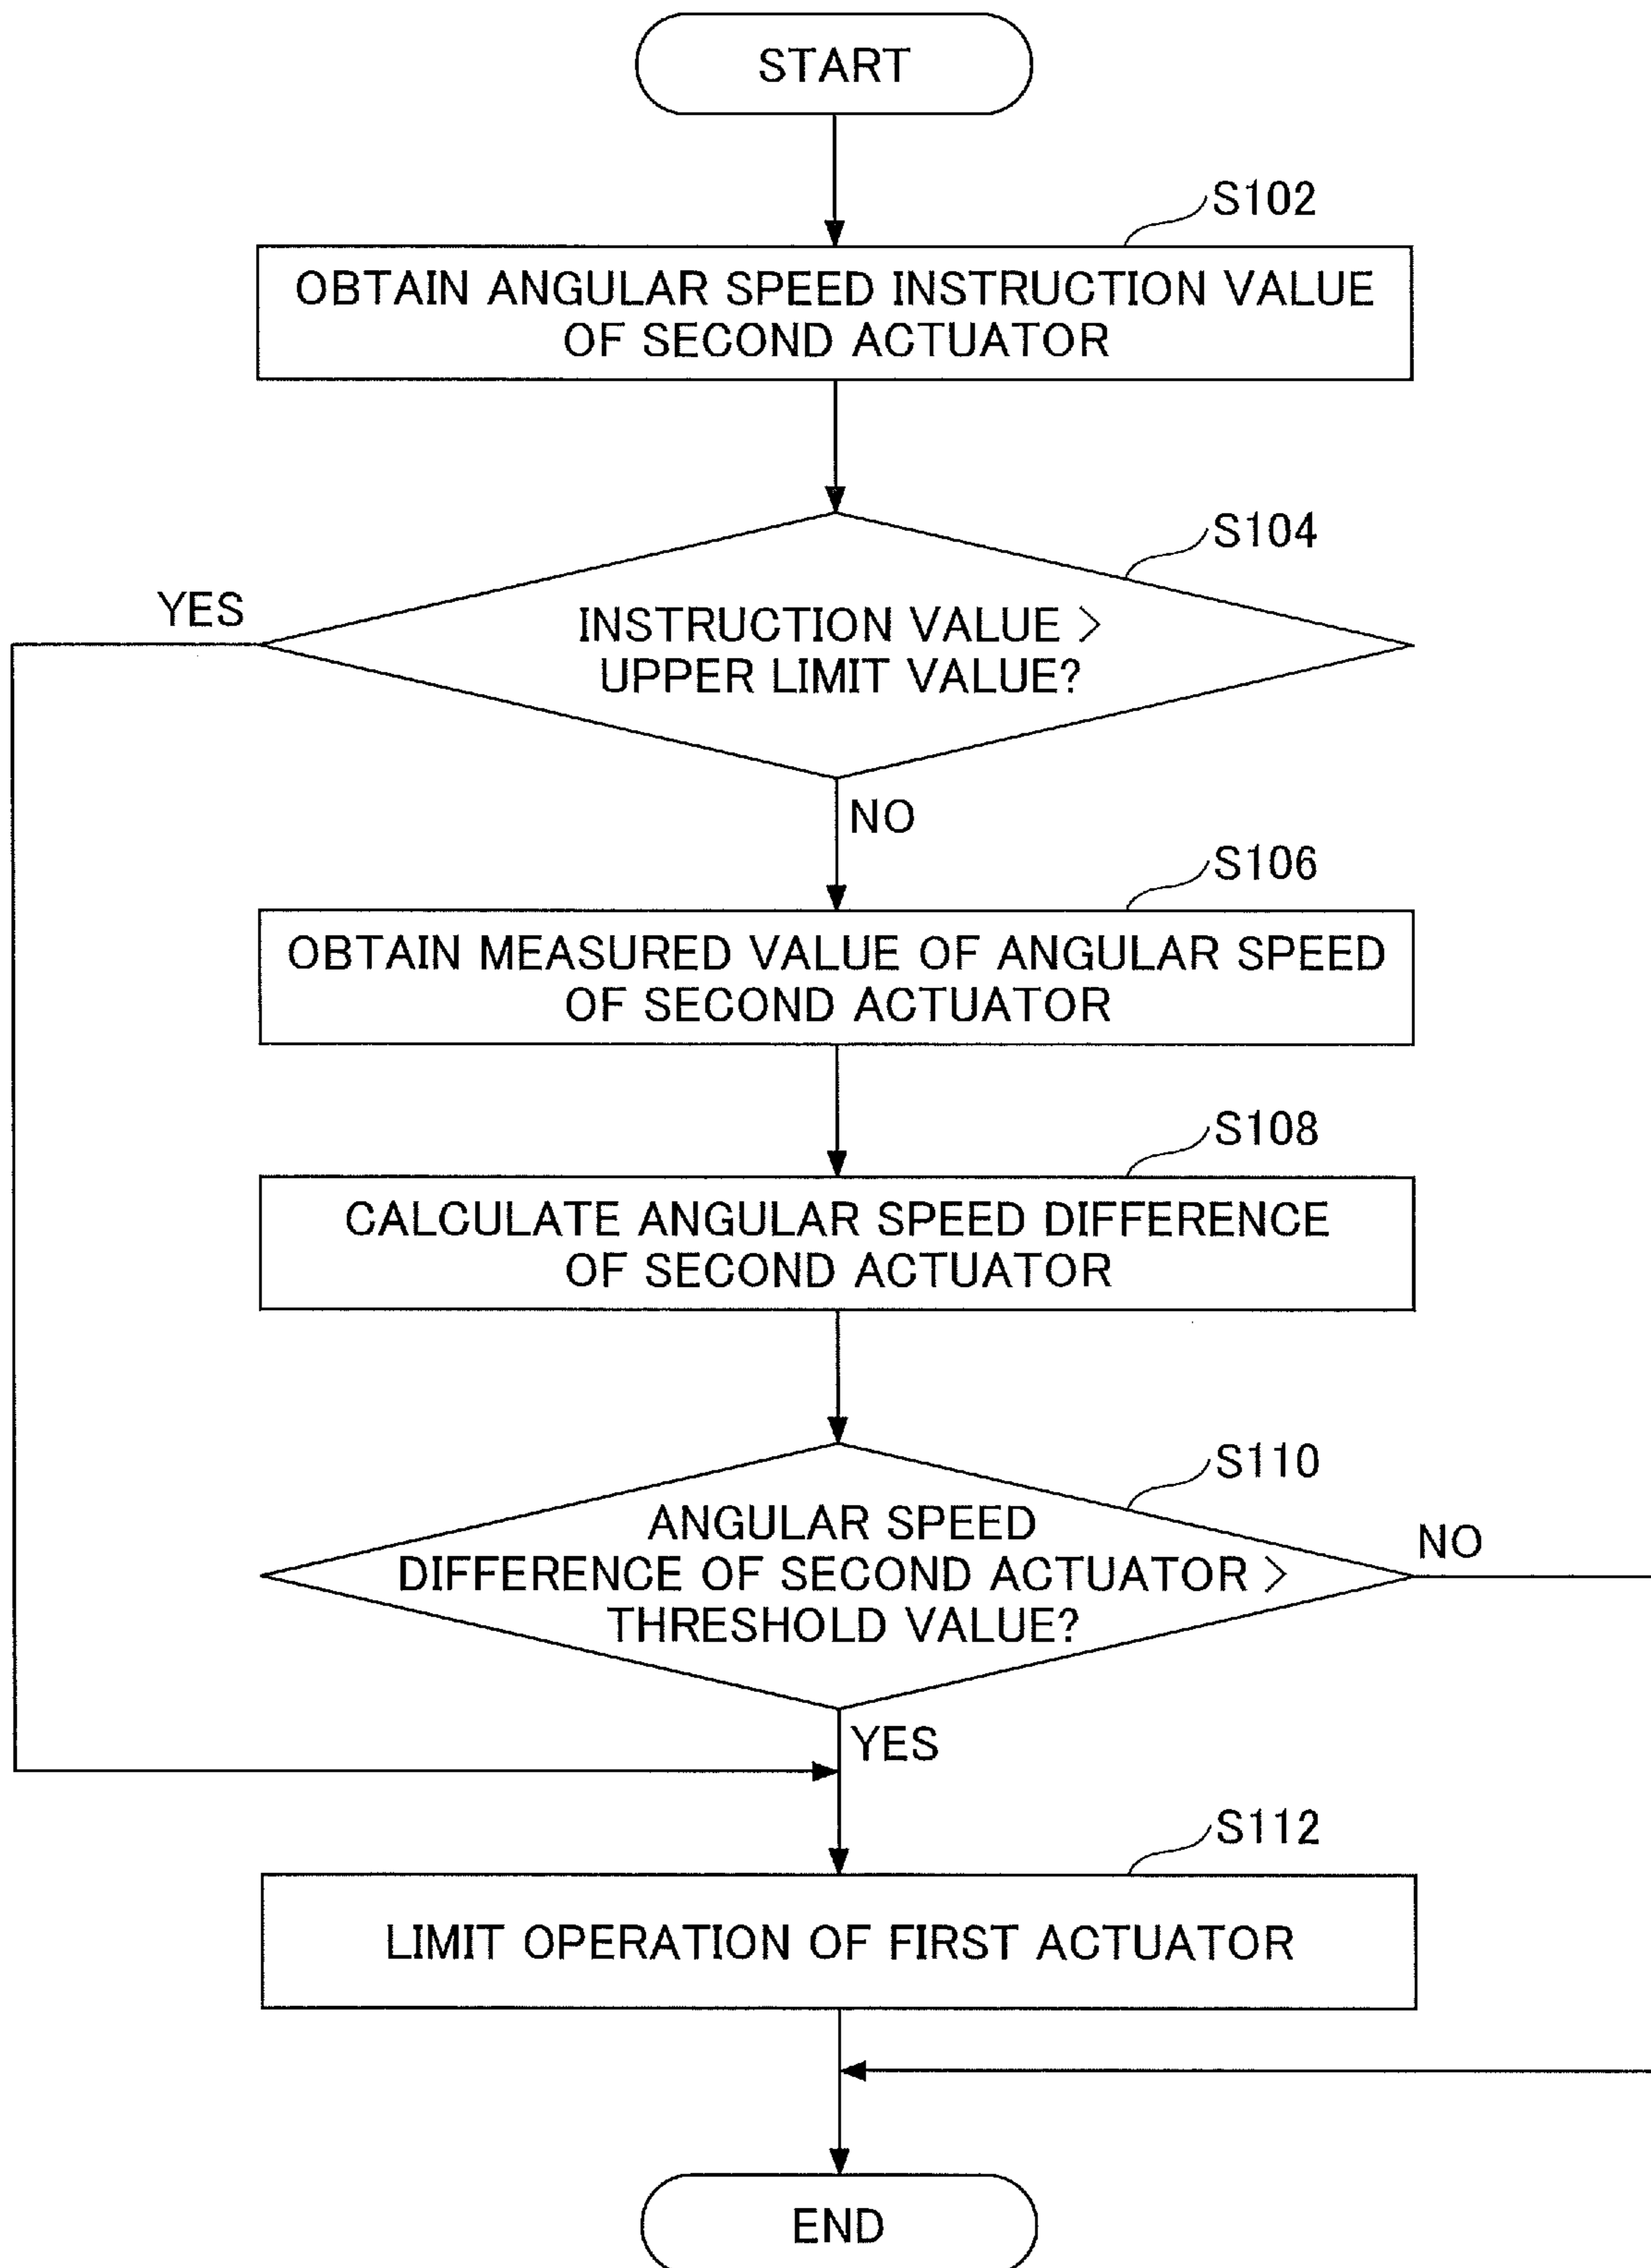 START
S102
OBTAIN ANGULAR SPEED INSTRUCTION VALUE
OF SECOND ACTUATOR
S104
YES
INSTRUCTION VALUE >
UPPER LIMIT VALUE?
NO
S106
OBTAIN MEASURED VALUE OF ANGULAR SPEED
OF SECOND ACTUATOR
S108
CALCULATE ANGULAR SPEED DIFFERENCE
OF SECOND ACTUATOR
S110
ANGULAR SPEED
DIFFERENCE OF SECOND ACTUATOR >
THRESHOLD VALUE?
NO
YES
S112
LIMIT OPERATION OF FIRST ACTUATOR
END